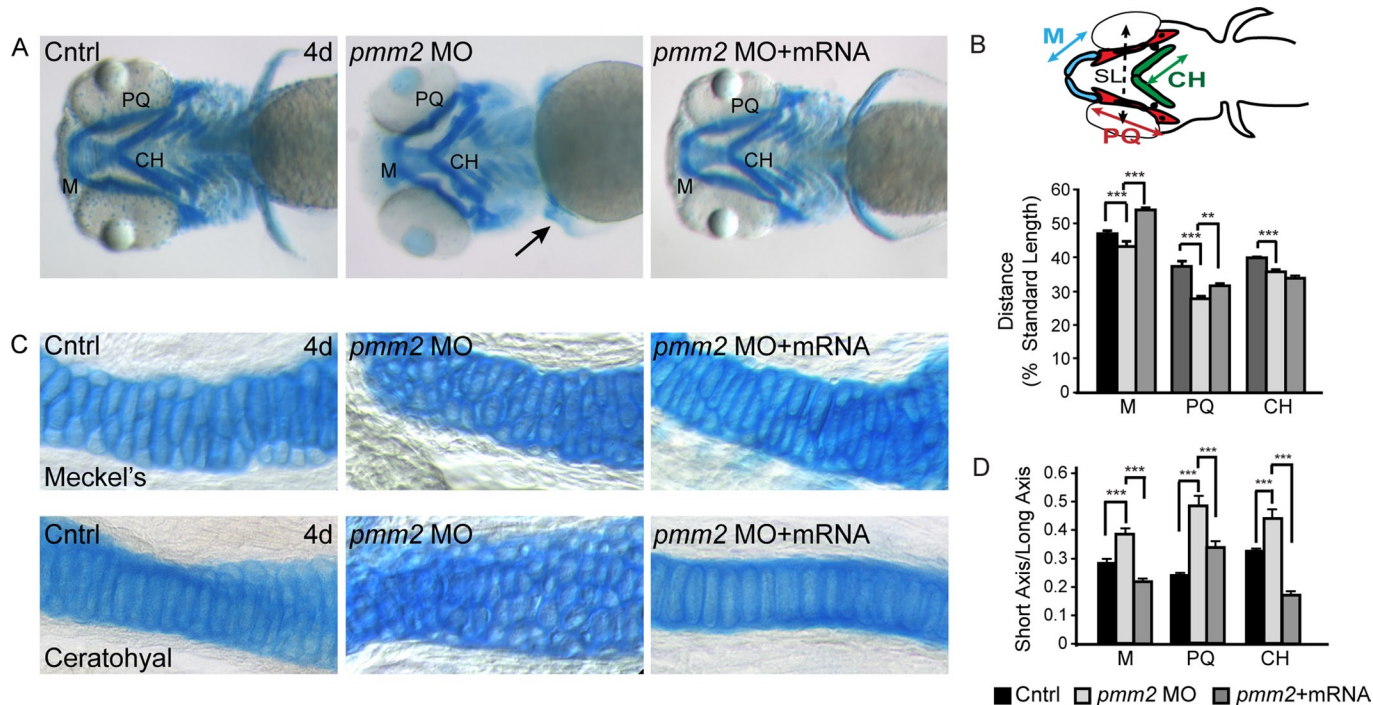 A
Cntrl 4d
PQ
CH
M
pmm2 MO
PQ
CH
M
pmm2 MO+mRNA
PQ
CH
M
B
M
SL
CH
PQ
Distance
(% Standard Length)
60
50
40
30
20
10
0
*** ***
*** **
***
M PQ CH
C
Cntrl 4d
Meckel's
pmm2 MO
pmm2 MO+mRNA
Cntrl 4d
Ceratohyal
pmm2 MO
pmm2 MO+mRNA
D
Short Axis/Long Axis
0.6
0.5
0.4
0.3
0.2
0.1
0
*** ***
*** ***
*** ***
M PQ CH
Cntrl pmm2 MO pmm2+mRNA